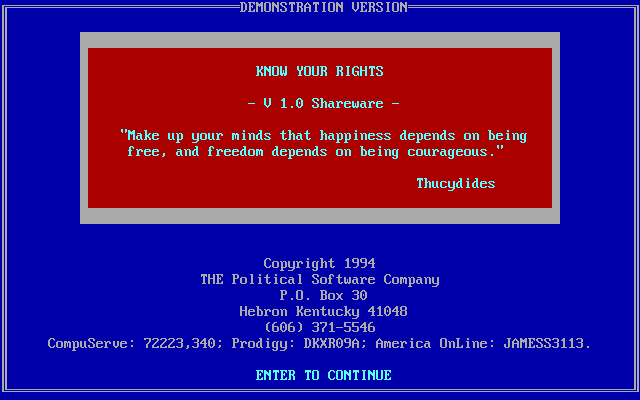 DEMONSTRATION VERSION
KNOW YOUR RIGHTS
- V 1.0 Shareware -
"Make up your minds that happiness depends on being
free, and freedom depends on being courageous."
Thucydides
Copyright 1994
THE Political Software Company
P.O. Box 30
Hebron Kentucky 41048
(606) 371-5546
CompuServe: 72223,340; Prodigy: DKXR09A; America OnLine: JAMESS3113.
ENTER TO CONTINUE